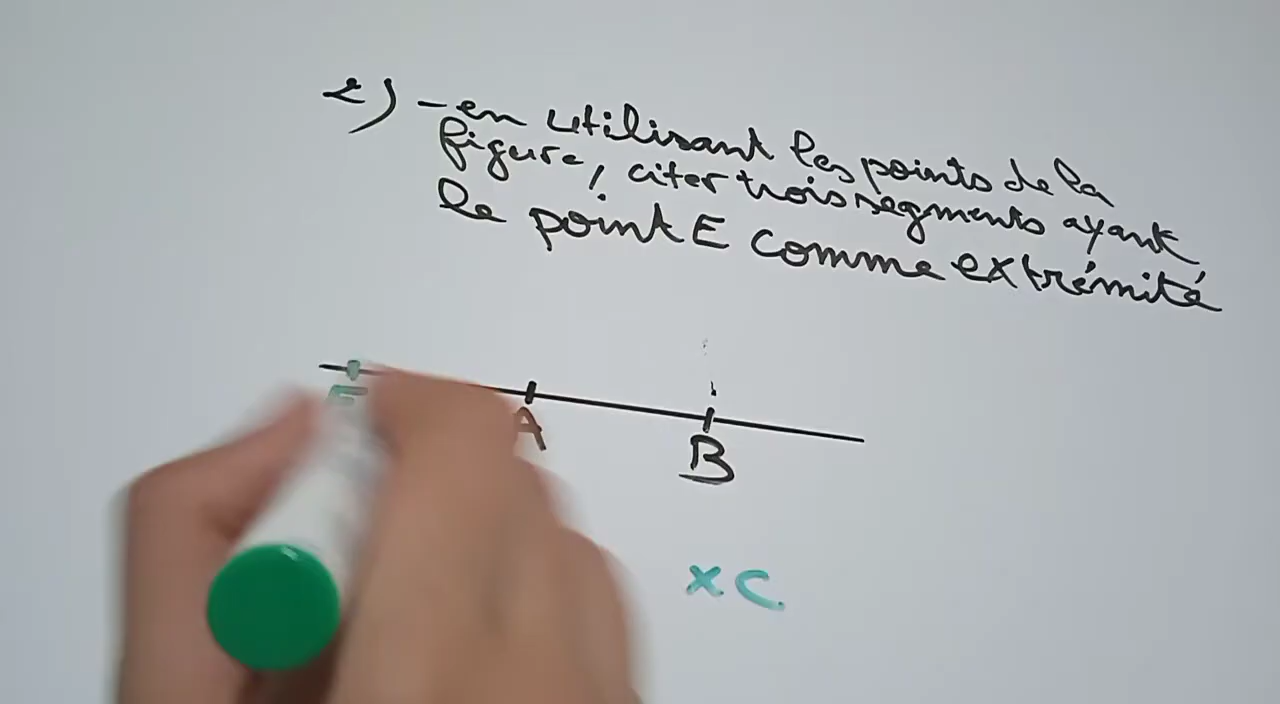 2) - en utilisant les points de la
figure, citer trois segments ayant
le point E comme extrémité
E A B
x C